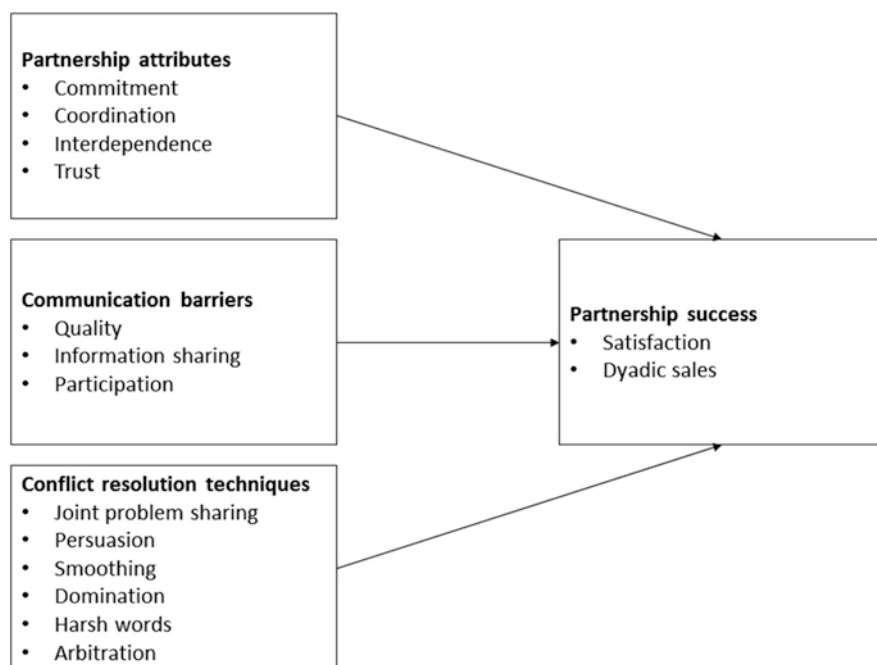 Partnership attributes
• Commitment
• Coordination
• Interdependence
• Trust
Communication barriers
• Quality
• Information sharing
• Participation
Partnership success
• Satisfaction
• Dyadic sales
Conflict resolution techniques
• Joint problem sharing
• Persuasion
• Smoothing
• Domination
• Harsh words
• Arbitration